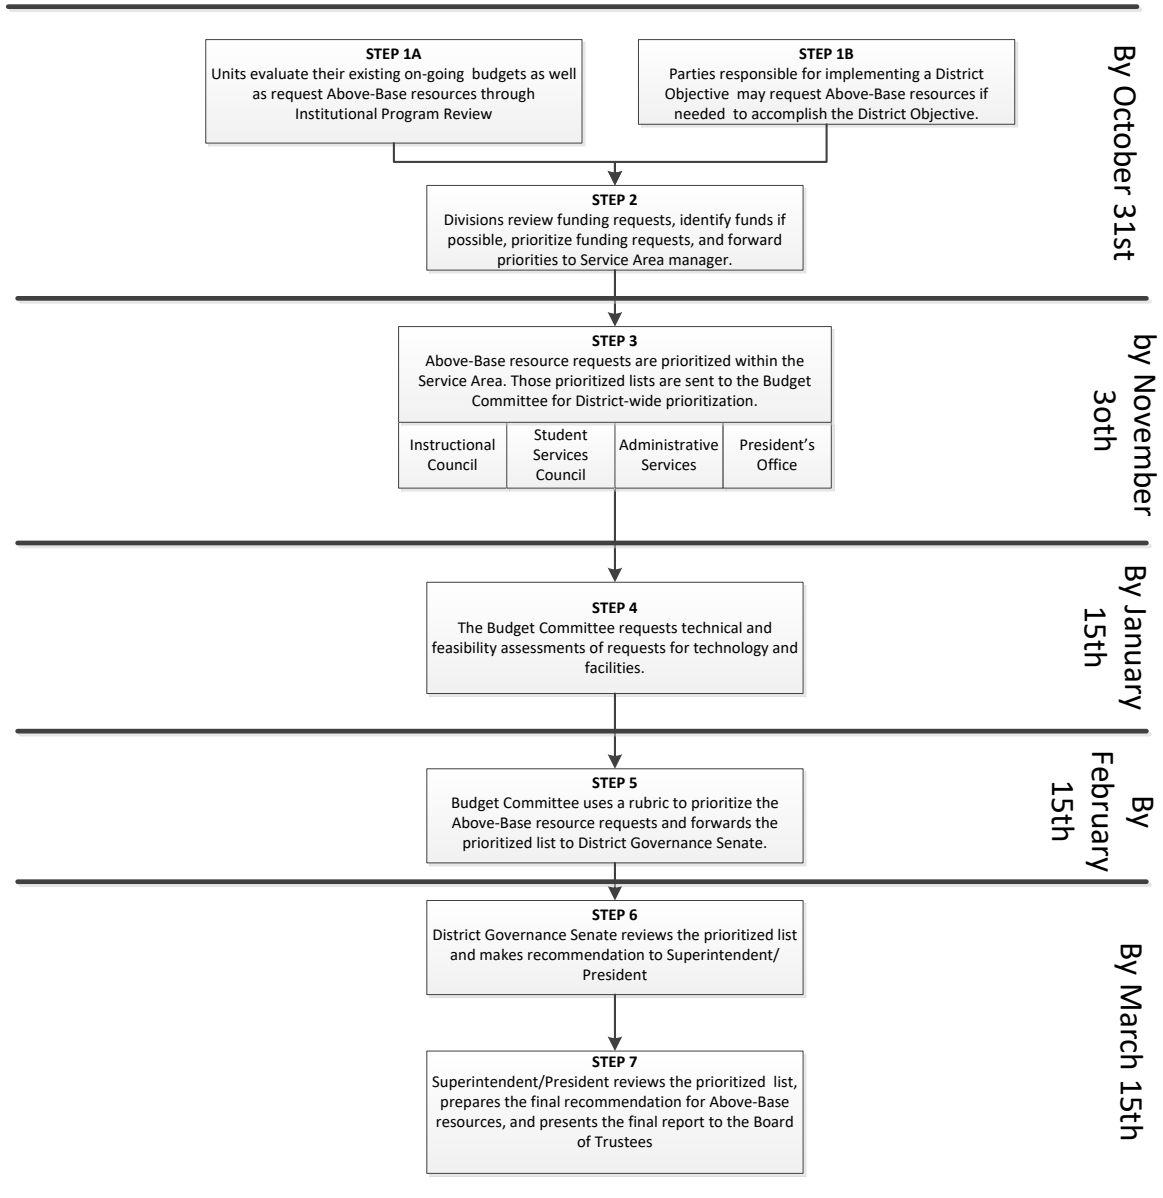 STEP 1A
Units evaluate their existing on-going budgets as well
as request Above-Base resources through
Institutional Program Review
STEP 1B
Parties responsible for implementing a District
Objective may request Above-Base resources if
needed to accomplish the District Objective.
By October 31st
STEP 2
Divisions review funding requests, identify funds if
possible, prioritize funding requests, and forward
priorities to Service Area manager.
STEP 3
Above-Base resource requests are prioritized within the
Service Area. Those prioritized lists are sent to the Budget
Committee for District-wide prioritization.
Instructional
Council
Student
Services
Council
Administrative
Services
President's
Office
by November
3oth
STEP 4
The Budget Committee requests technical and
feasibility assessments of requests for technology and
facilities.
By January
15th
STEP 5
Budget Committee uses a rubric to prioritize the
Above-Base resource requests and forwards the
prioritized list to District Governance Senate.
By
February
15th
STEP 6
District Governance Senate reviews the prioritized list
and makes recommendation to Superintendent/
President
STEP 7
Superintendent/President reviews the prioritized list,
prepares the final recommendation for Above-Base
resources, and presents the final report to the Board
of Trustees
By March 15th